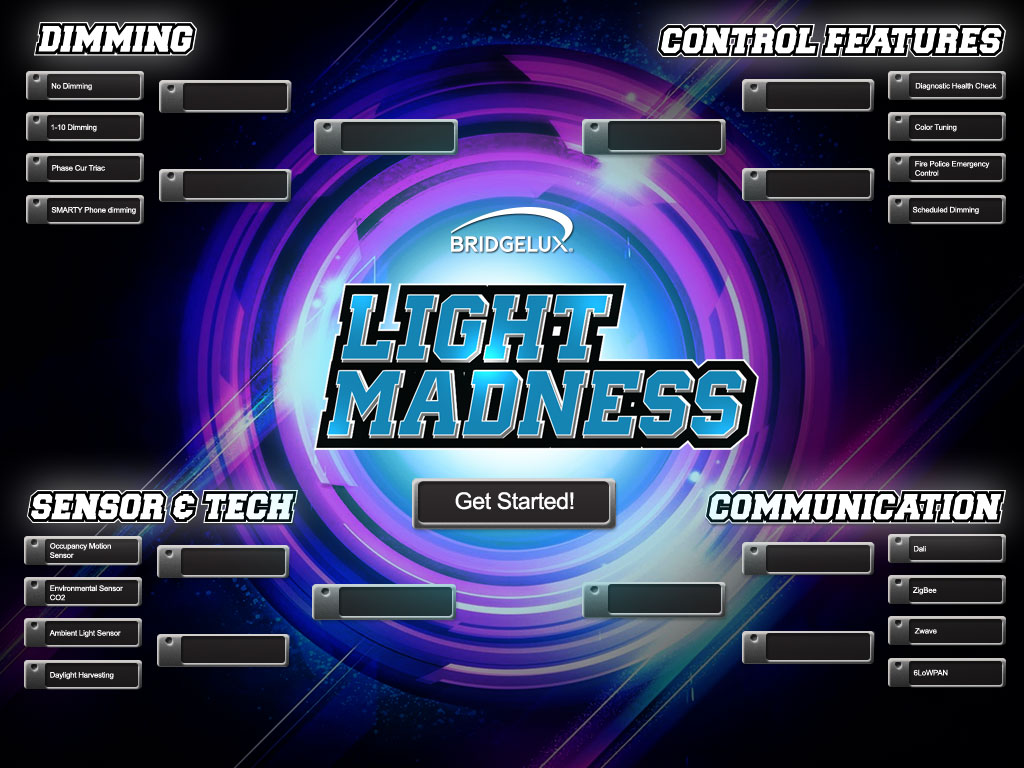 DIMMING
No Dimming
1-10 Dimming
Phase Cur Triac
SMARTY Phone dimming
CONTROL FEATURES
Diagnostic Health Check
Color Tuning
Fire Police Emergency
Control
Scheduled Dimming
BRIDGELUX
LIGHT
MADNESS
Get Started!
SENSOR & TECH
Occupancy Motion
Sensor
Environmental Sensor
CO2
Ambient Light Sensor
Daylight Harvesting
COMMUNICATION
Dali
ZigBee
Zwave
6LoWPAN